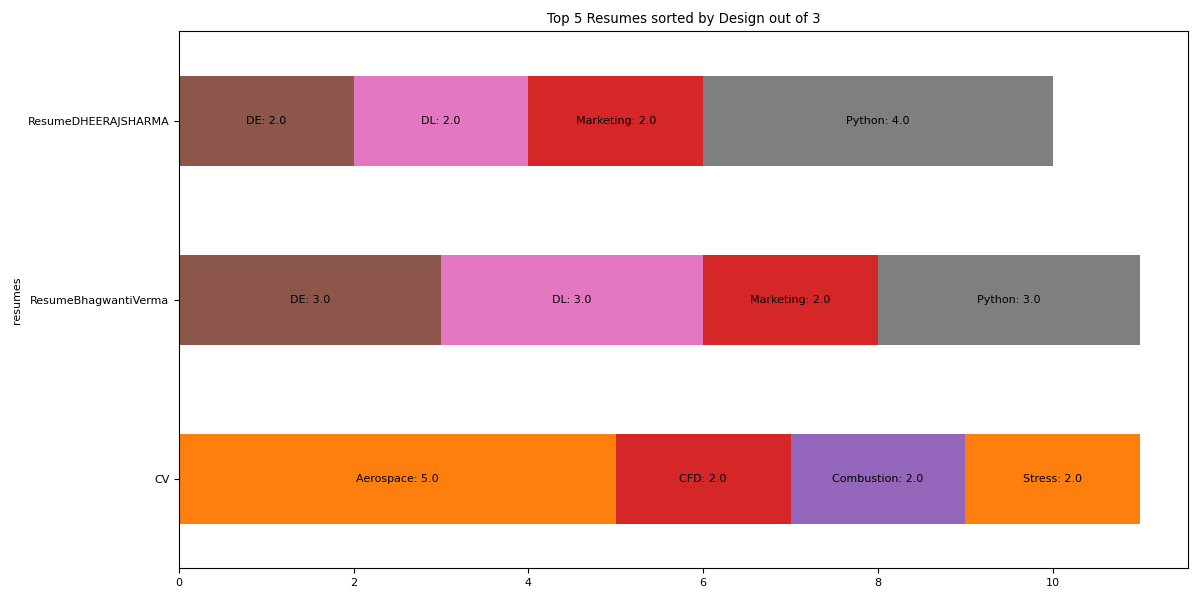 Top 5 Resumes sorted by Design out of 3
ResumeDHEERAJSHARMA
DE: 2.0 DL: 2.0 Marketing: 2.0 Python: 4.0
resumes
ResumeBhagwantiVerma
DE: 3.0 DL: 3.0 Marketing: 2.0 Python: 3.0
CV
Aerospace: 5.0 CFD: 2.0 Combustion: 2.0 Stress: 2.0
0 2 4 6 8 10